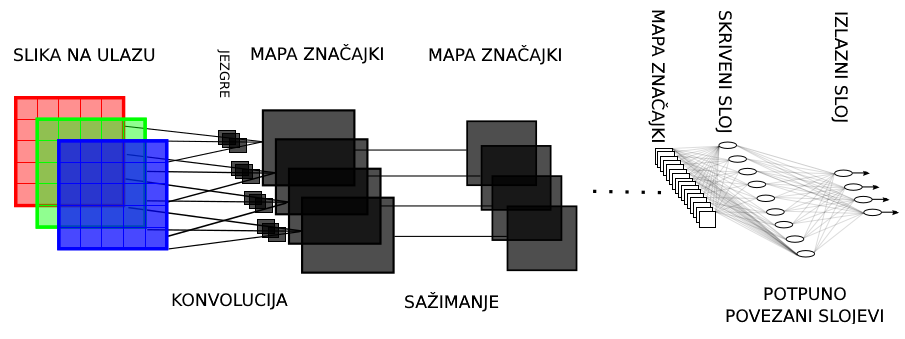 SLIKA NA ULAZU
JEZGRE
MAPA ZNAČAJKI
MAPA ZNAČAJKI
MAPA ZNAČAJKI
SKRIVENI SLOJ
IZLAZNI SLOJ
KONVOLUCIJA
SAŽIMANJE
POTPUNO
POVEZANI SLOJEVI